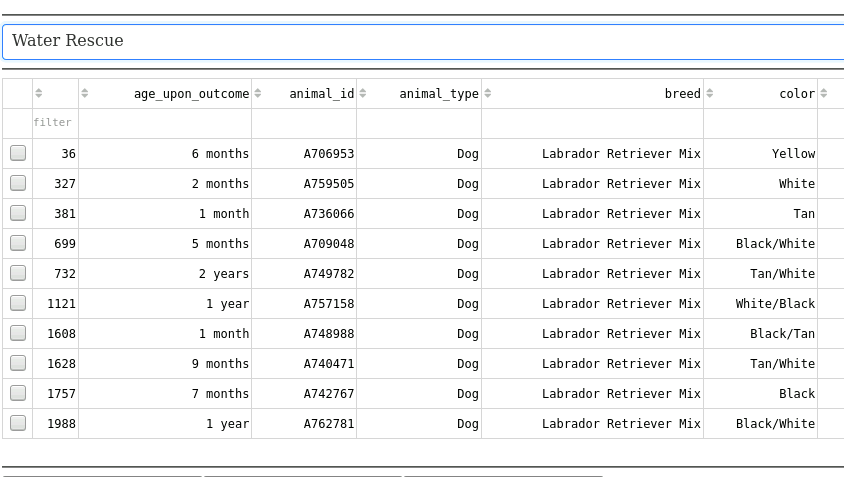 Water Rescue
age_upon_outcome animal_id animal_type breed color
filter
36 6 months A706953 Dog Labrador Retriever Mix Yellow
327 2 months A759505 Dog Labrador Retriever Mix White
381 1 month A736066 Dog Labrador Retriever Mix Tan
699 5 months A709048 Dog Labrador Retriever Mix Black/White
732 2 years A749782 Dog Labrador Retriever Mix Tan/White
1121 1 year A757158 Dog Labrador Retriever Mix White/Black
1608 1 month A748988 Dog Labrador Retriever Mix Black/Tan
1628 9 months A740471 Dog Labrador Retriever Mix Tan/White
1757 7 months A742767 Dog Labrador Retriever Mix Black
1988 1 year A762781 Dog Labrador Retriever Mix Black/White